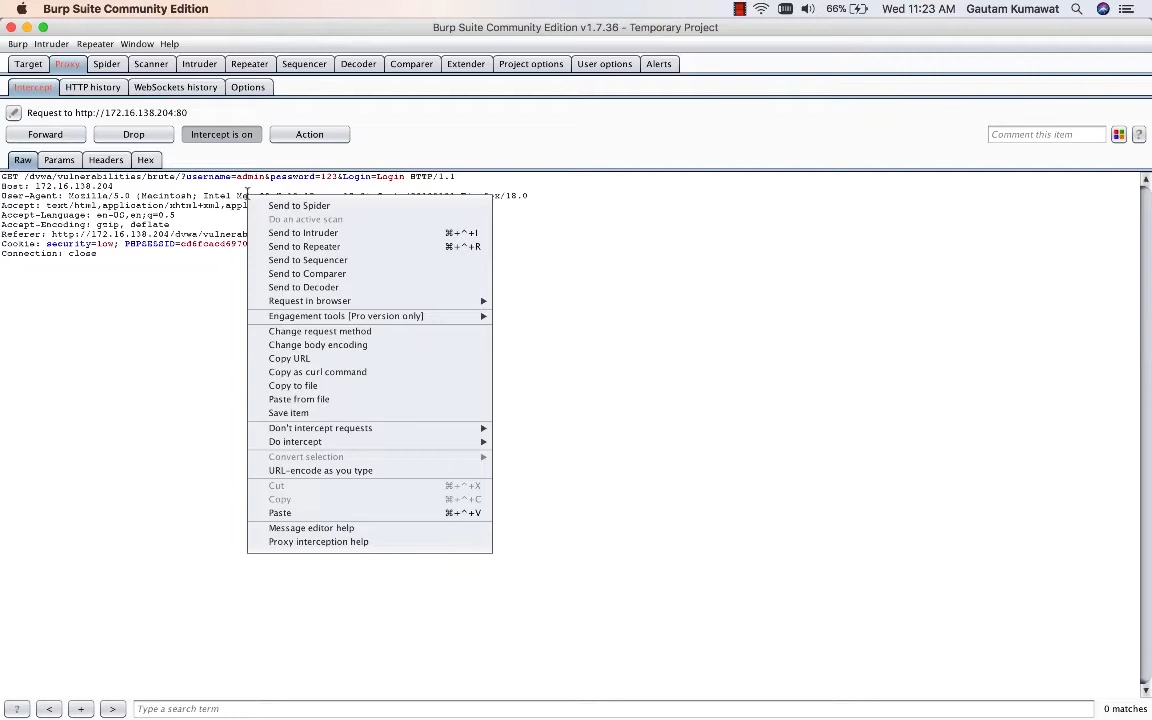 Burp Suite Community Edition 66% Wed 11:23 AM Gautam Kumawat
Burp Suite Community Edition v1.7.36 - Temporary Project
Burp Intruder Repeater Window Help
Target Proxy Spider Scanner Intruder Repeater Sequencer Decoder Comparer Extender Project options User options Alerts
Intercept HTTP history WebSockets history Options
Request to http://172.16.138.204:80
Forward Drop Intercept is on Action Comment this item ?
Raw Params Headers Hex
GET /dvwa/vulnerabilities/brute/?username=admin&password=123&Login=Login HTTP/1.1
Host: 172.16.138.204
User-Agent: Mozilla/5.0 (Macintosh; Intel
Accept: text/html,application/xhtml+xml,appl
Accept-Language: en-US,en;q=0.5
Accept-Encoding: gzip, deflate
Referer: http://172.16.138.204/dvwa/vulnerab
Cookie: security=low; PHPSESSID=cd6fcacd6970
Connection: close
Send to Spider
Do an active scan
Send to Intruder ⌘+^+I
Send to Repeater ⌘+^+R
Send to Sequencer
Send to Comparer
Send to Decoder
Request in browser
Engagement tools [Pro version only]
Change request method
Change body encoding
Copy URL
Copy as curl command
Copy to file
Paste from file
Save item
Don't intercept requests
Do intercept
Convert selection
URL-encode as you type
Cut ⌘+^+X
Copy ⌘+^+C
Paste ⌘+^+V
Message editor help
Proxy interception help
? < + > Type a search term 0 matches